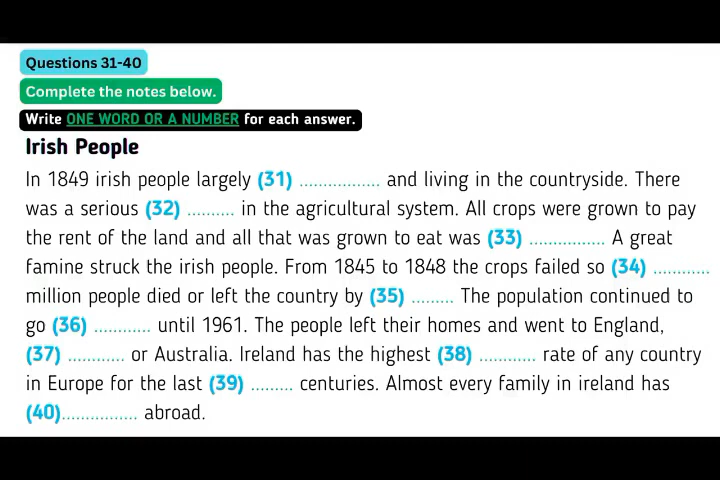 Questions 31-40
Complete the notes below.
Write ONE WORD OR A NUMBER for each answer.
Irish People
In 1849 irish people largely (31) ................. and living in the countryside. There
was a serious (32) .......... in the agricultural system. All crops were grown to pay
the rent of the land and all that was grown to eat was (33) ................ A great
famine struck the irish people. From 1845 to 1848 the crops failed so (34) ............
million people died or left the country by (35) ......... The population continued to
go (36) ............ until 1961. The people left their homes and went to England,
(37) ............ or Australia. Ireland has the highest (38) ............ rate of any country
in Europe for the last (39) ......... centuries. Almost every family in ireland has
(40)................ abroad.